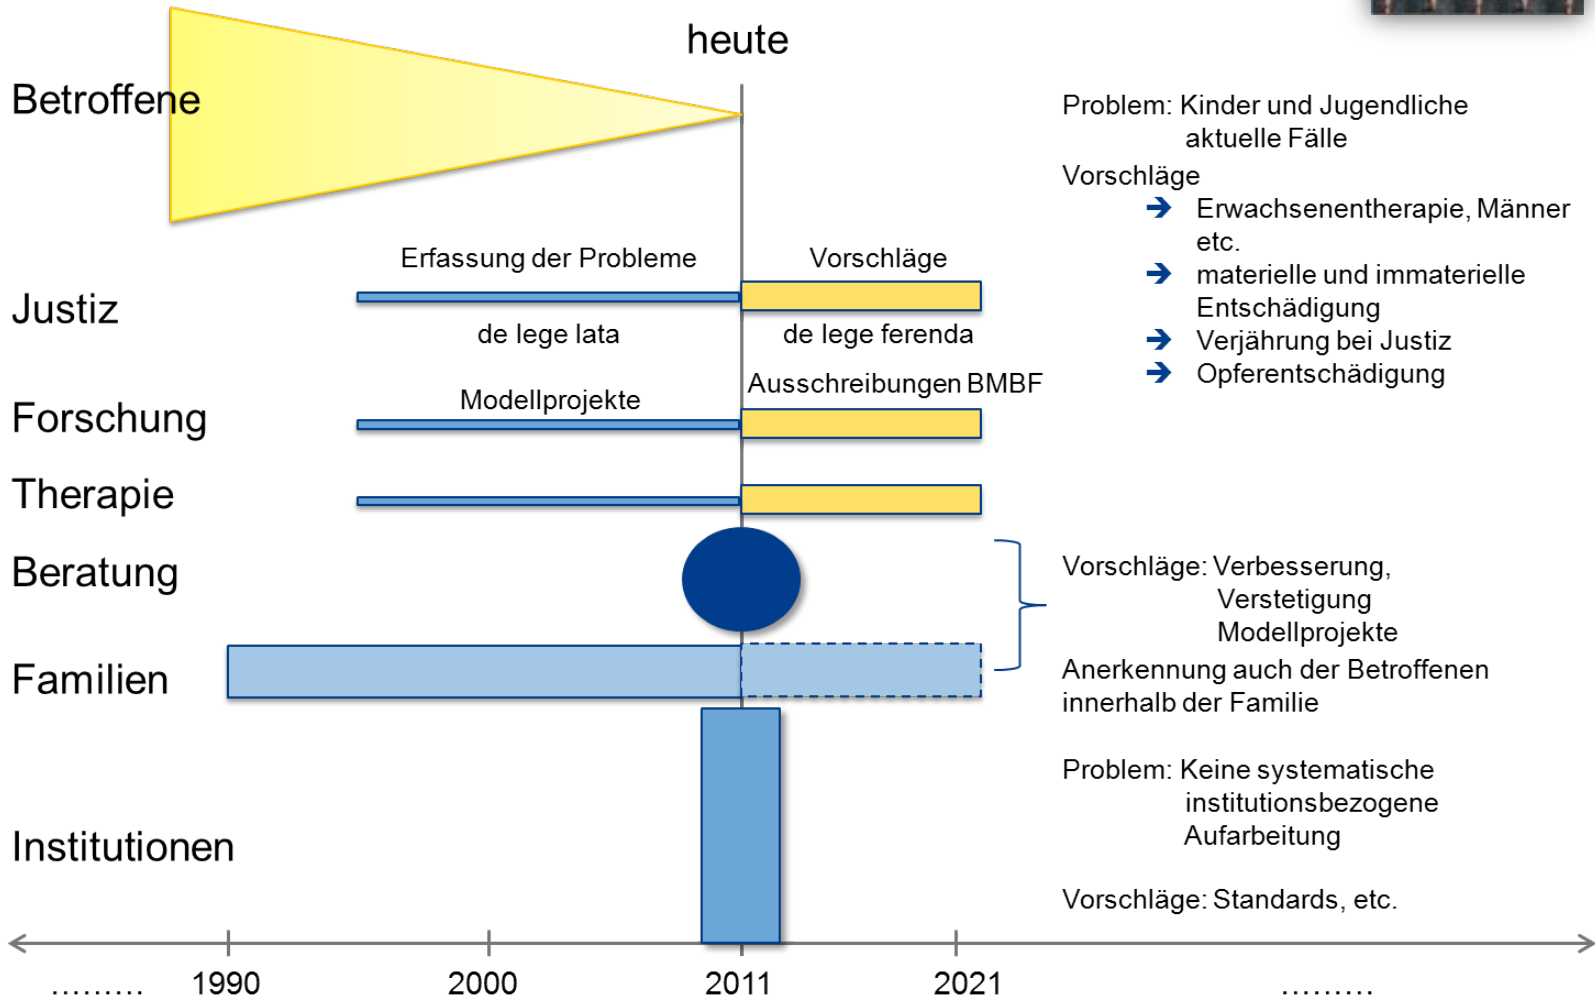 heute
Betroffene
Problem: Kinder und Jugendliche
aktuelle Fälle
Vorschläge
➔ Erwachsenentherapie, Männer
etc.
➔ materielle und immaterielle
Entschädigung
➔ Verjährung bei Justiz
➔ Opferentschädigung
Erfassung der Probleme
Vorschläge
Justiz
de lege lata
de lege ferenda
Ausschreibungen BMBF
Modellprojekte
Forschung
Therapie
Beratung
Vorschläge: Verbesserung,
Verstetigung
Modellprojekte
Familien
Anerkennung auch der Betroffenen
innerhalb der Familie
Problem: Keine systematische
institutionsbezogene
Aufarbeitung
Institutionen
Vorschläge: Standards, etc.
......... 1990 2000 2011 2021 .........